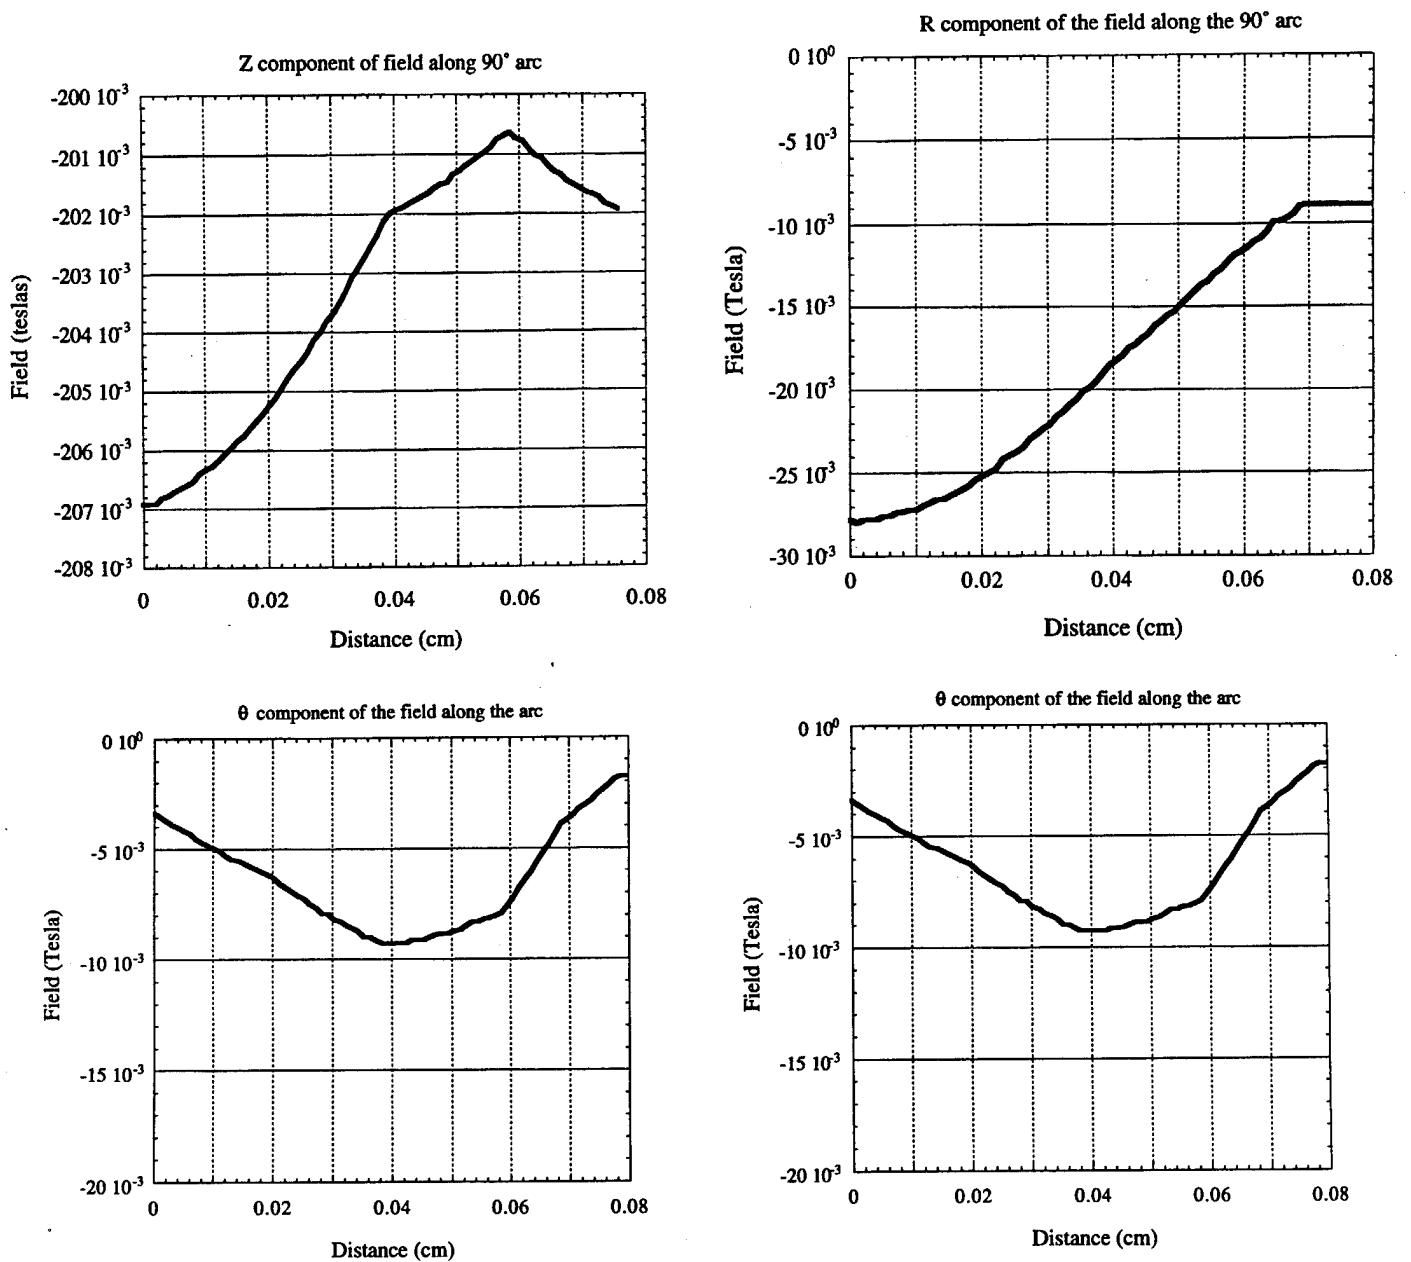 Z component of field along 90° arc
-200 10⁻³
-201 10⁻³
-202 10⁻³
-203 10⁻³
-204 10⁻³
-205 10⁻³
-206 10⁻³
-207 10⁻³
-208 10⁻³
Field (teslas)
0 0.02 0.04 0.06 0.08
Distance (cm)
R component of the field along the 90° arc
0 10⁰
-5 10⁻³
-10 10⁻³
-15 10⁻³
-20 10⁻³
-25 10⁻³
-30 10⁻³
Field (Tesla)
0 0.02 0.04 0.06 0.08
Distance (cm)
θ component of the field along the arc
0 10⁰
-5 10⁻³
-10 10⁻³
-15 10⁻³
-20 10⁻³
Field (Tesla)
0 0.02 0.04 0.06 0.08
Distance (cm)
θ component of the field along the arc
0 10⁰
-5 10⁻³
-10 10⁻³
-15 10⁻³
-20 10⁻³
Field (Tesla)
0 0.02 0.04 0.06 0.08
Distance (cm)